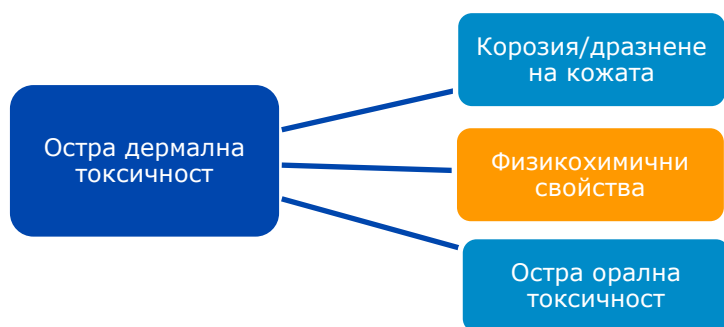 Остра дермална
токсичност
Корозия/дразнене
на кожата
Физикохимични
свойства
Остра орална
токсичност